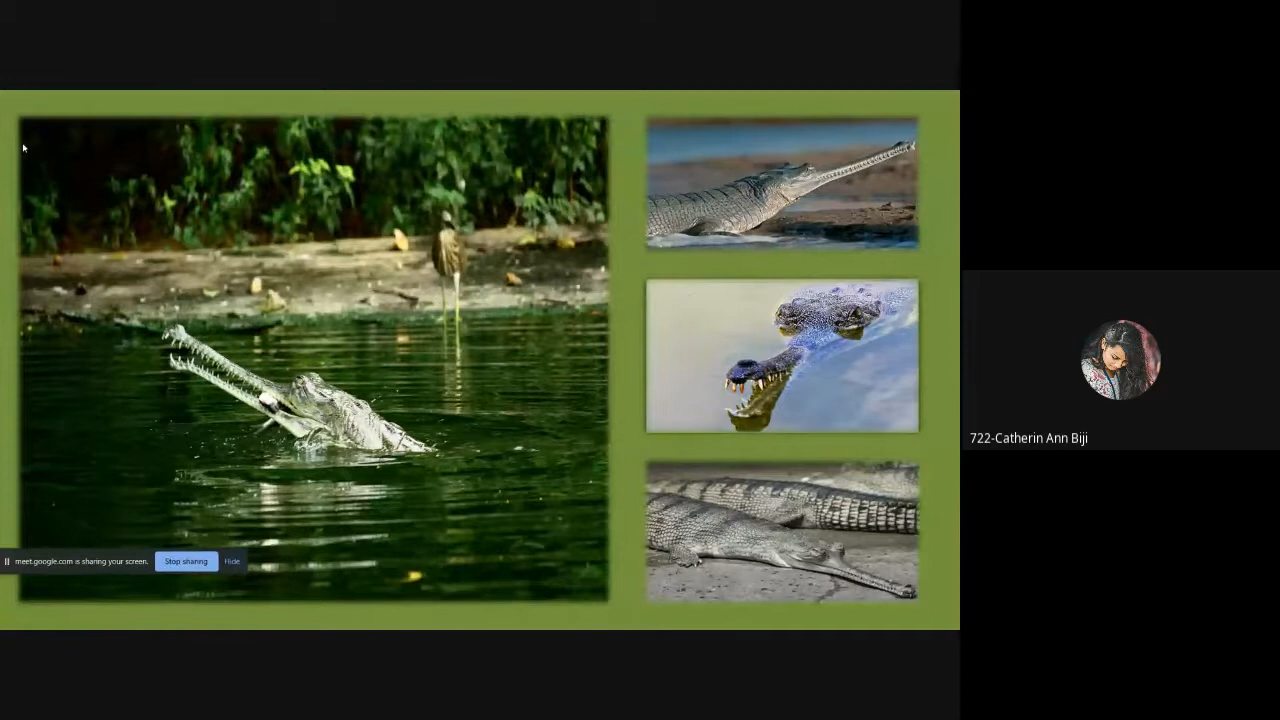 meet.google.com is sharing your screen. Stop sharing Hide
722-Catherin Ann Biji